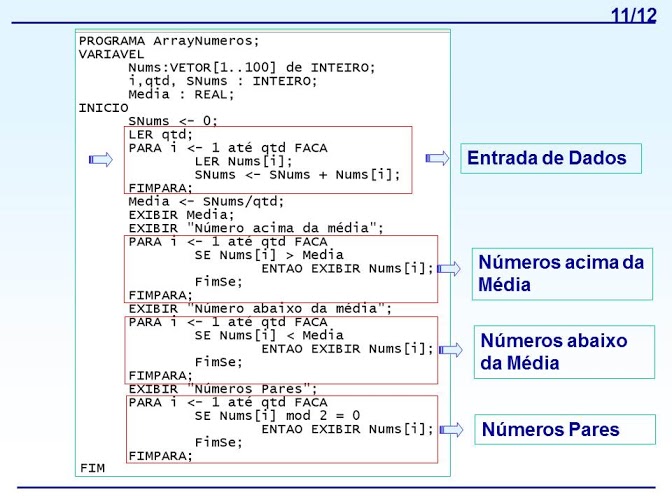 11/12
PROGRAMA ArrayNumeros;
VARIAVEL
Nums:VETOR[1..100] de INTEIRO;
i,qtd, SNums : INTEIRO;
Media : REAL;
INICIO
SNums <- 0;
LER qtd;
PARA i <- 1 até qtd FACA
LER Nums[i];
SNums <- SNums + Nums[i];
FIMPARA;
Entrada de Dados
Media <- SNums/qtd;
EXIBIR Media;
EXIBIR "Número acima da média";
PARA i <- 1 até qtd FACA
SE Nums[i] > Media
ENTAO EXIBIR Nums[i];
FimSe;
FIMPARA;
Números acima da
Média
EXIBIR "Número abaixo da média";
PARA i <- 1 até qtd FACA
SE Nums[i] < Media
ENTAO EXIBIR Nums[i];
FimSe;
FIMPARA;
Números abaixo
da Média
EXIBIR "Números Pares";
PARA i <- 1 até qtd FACA
SE Nums[i] mod 2 = 0
ENTAO EXIBIR Nums[i];
FimSe;
FIMPARA;
Números Pares
FIM